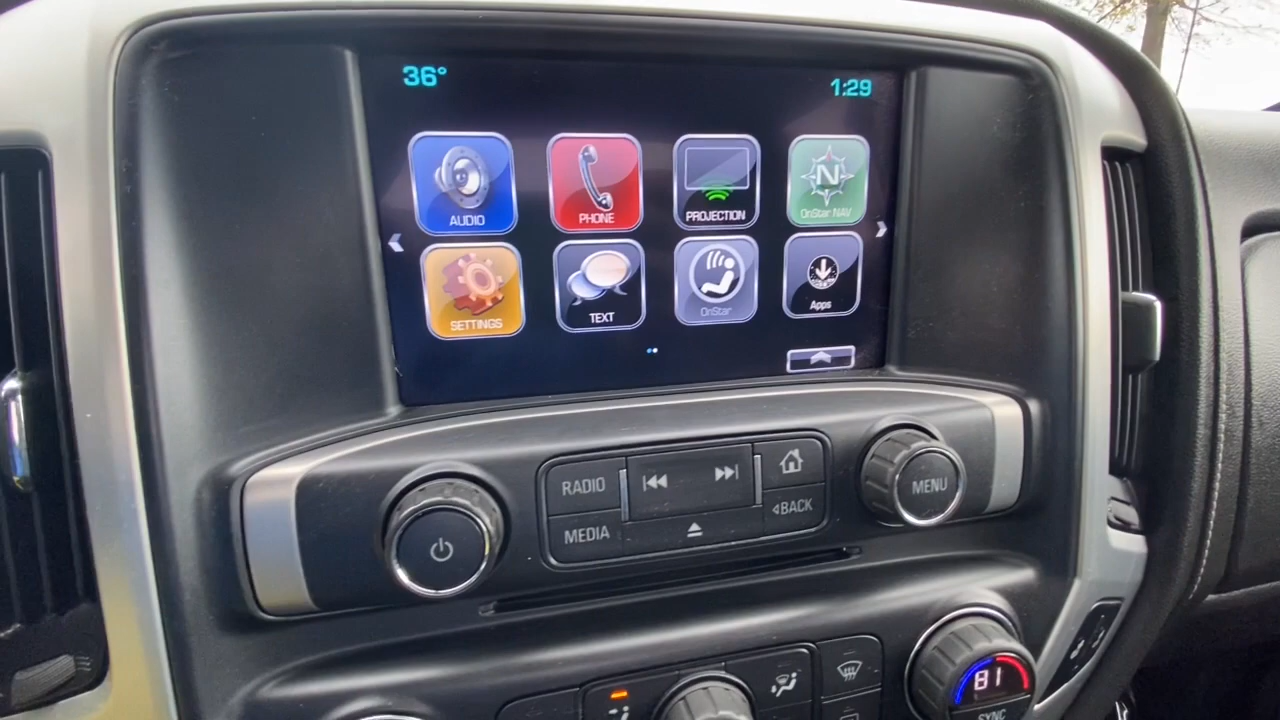 36° 1:29
AUDIO PHONE PROJECTION OnStar NAV
N
SETTINGS TEXT OnStar Apps
RADIO
MEDIA
BACK
MENU
81
SYNC